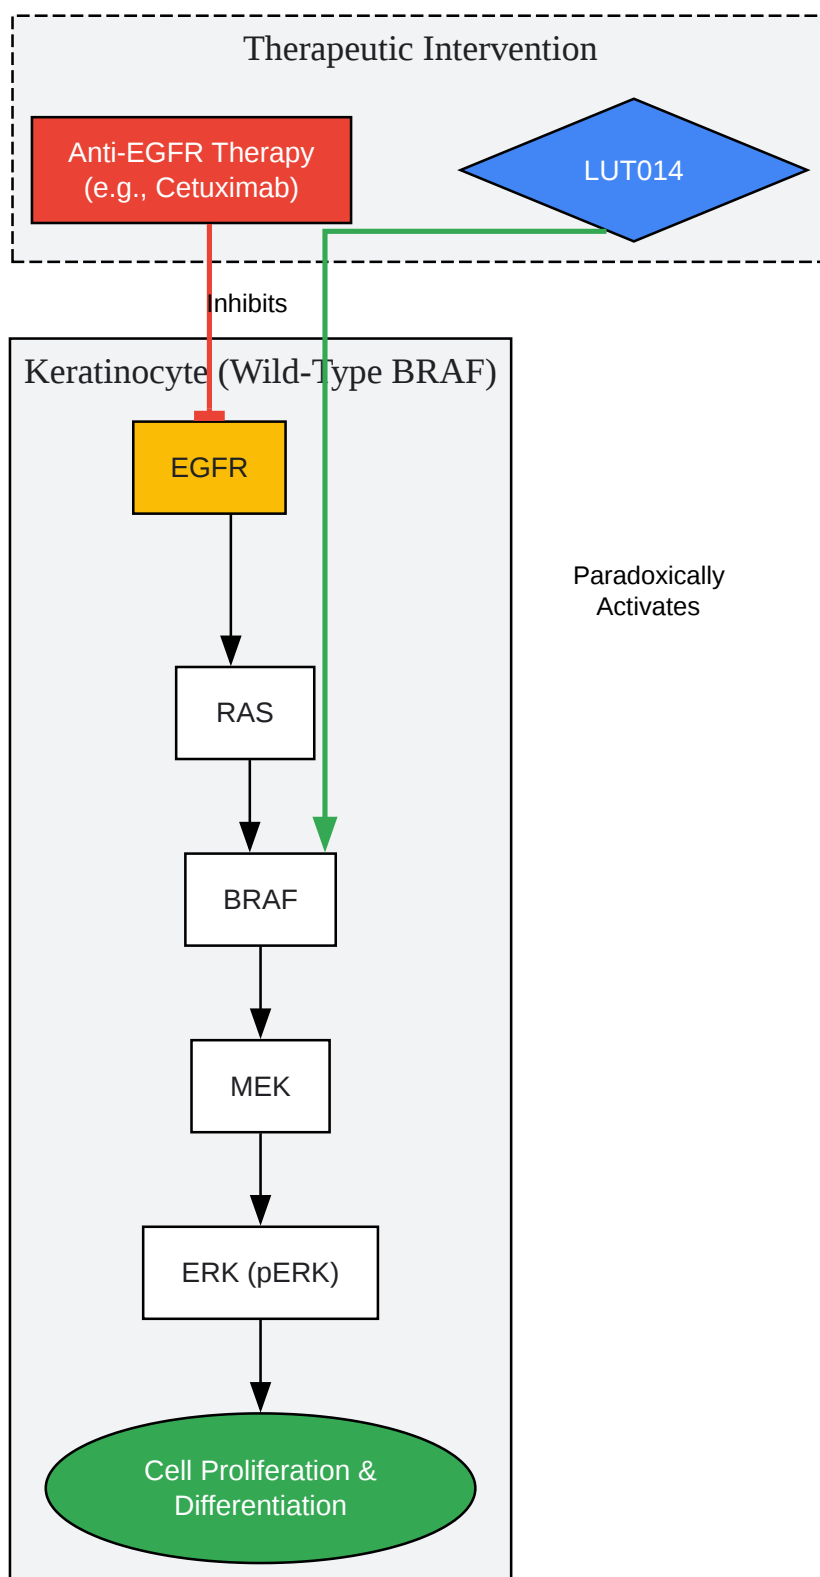 Therapeutic Intervention
Anti-EGFR Therapy
(e.g., Cetuximab)
LUT014
Inhibits
Keratinocyte (Wild-Type BRAF)
EGFR
Paradoxically
Activates
RAS
BRAF
MEK
ERK (pERK)
Cell Proliferation &
Differentiation